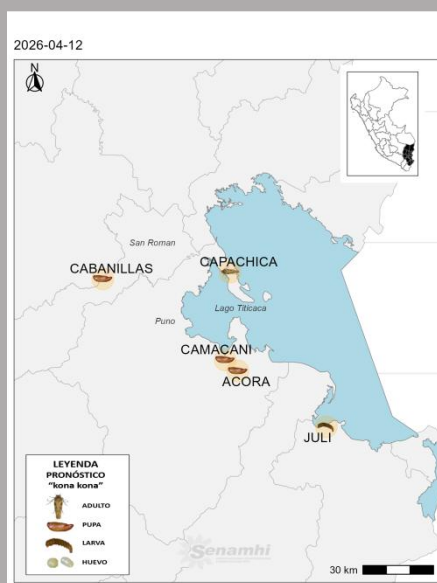 2026-04-12
N
San Roman
CABANILLAS
CAPACHICA
Lago Titicaca
Puno
CAMACANI
ACORA
JULI
LEYENDA
PRONÓSTICO
"kona kona"
ADULTO
PUPA
LARVA
HUEVO
Senamhi
30 km